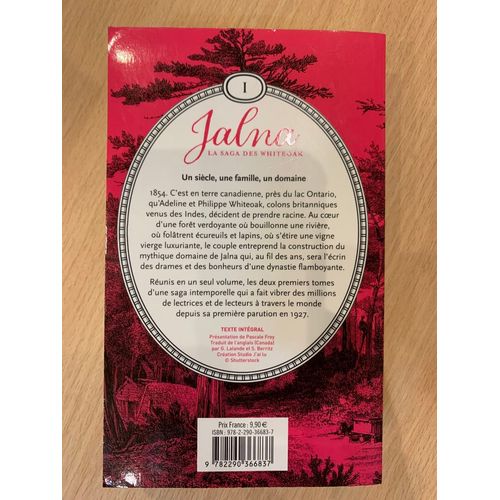 I
Jalna
LA SAGA DES WHITEOAK
Un siècle, une famille, un domaine
1854. C'est en terre canadienne, près du lac Ontario,
qu'Adeline et Philippe Whiteoak, colons britanniques
venus des Indes, décident de prendre racine. Au cœur
d'une forêt verdoyante où bouillonne une rivière,
où folâtrent écureuils et lapins, où s'étire une vigne
vierge luxuriante, le couple entreprend la construction du
mythique domaine de Jalna qui, au fil des ans, sera l'écrin
des drames et des bonheurs d'une dynastie flamboyante.
Réunis en un seul volume, les deux premiers tomes
d'une saga intemporelle qui a fait vibrer des millions
de lectrices et de lecteurs à travers le monde
depuis sa première parution en 1927.
TEXTE INTÉGRAL
Présentation de Pascale Frey
Traduit de l'anglais (Canada)
par G. Lalande et S. Berritz
Création Studio J'ai lu
© Shutterstock
Prix France : 9,90 €
ISBN : 978-2-290-36683-7
9 782290 366837